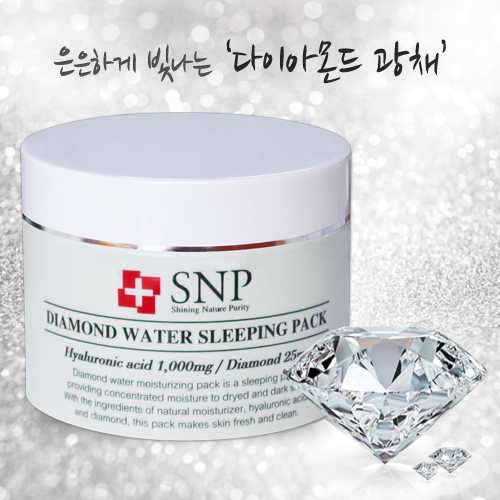 은은하게 빛나는 '다이아몬드 광채'
SNP
Shining Nature Purity
DIAMOND WATER SLEEPING PACK
Hyaluronic acid 1,000mg / Diamond
Diamond water moisturizing pack is a sleeping
providing concentrated moisture to dryed and dark
With the ingredients of natural moisturizer, hyaluronic
and diamond, this pack makes skin fresh and clean.